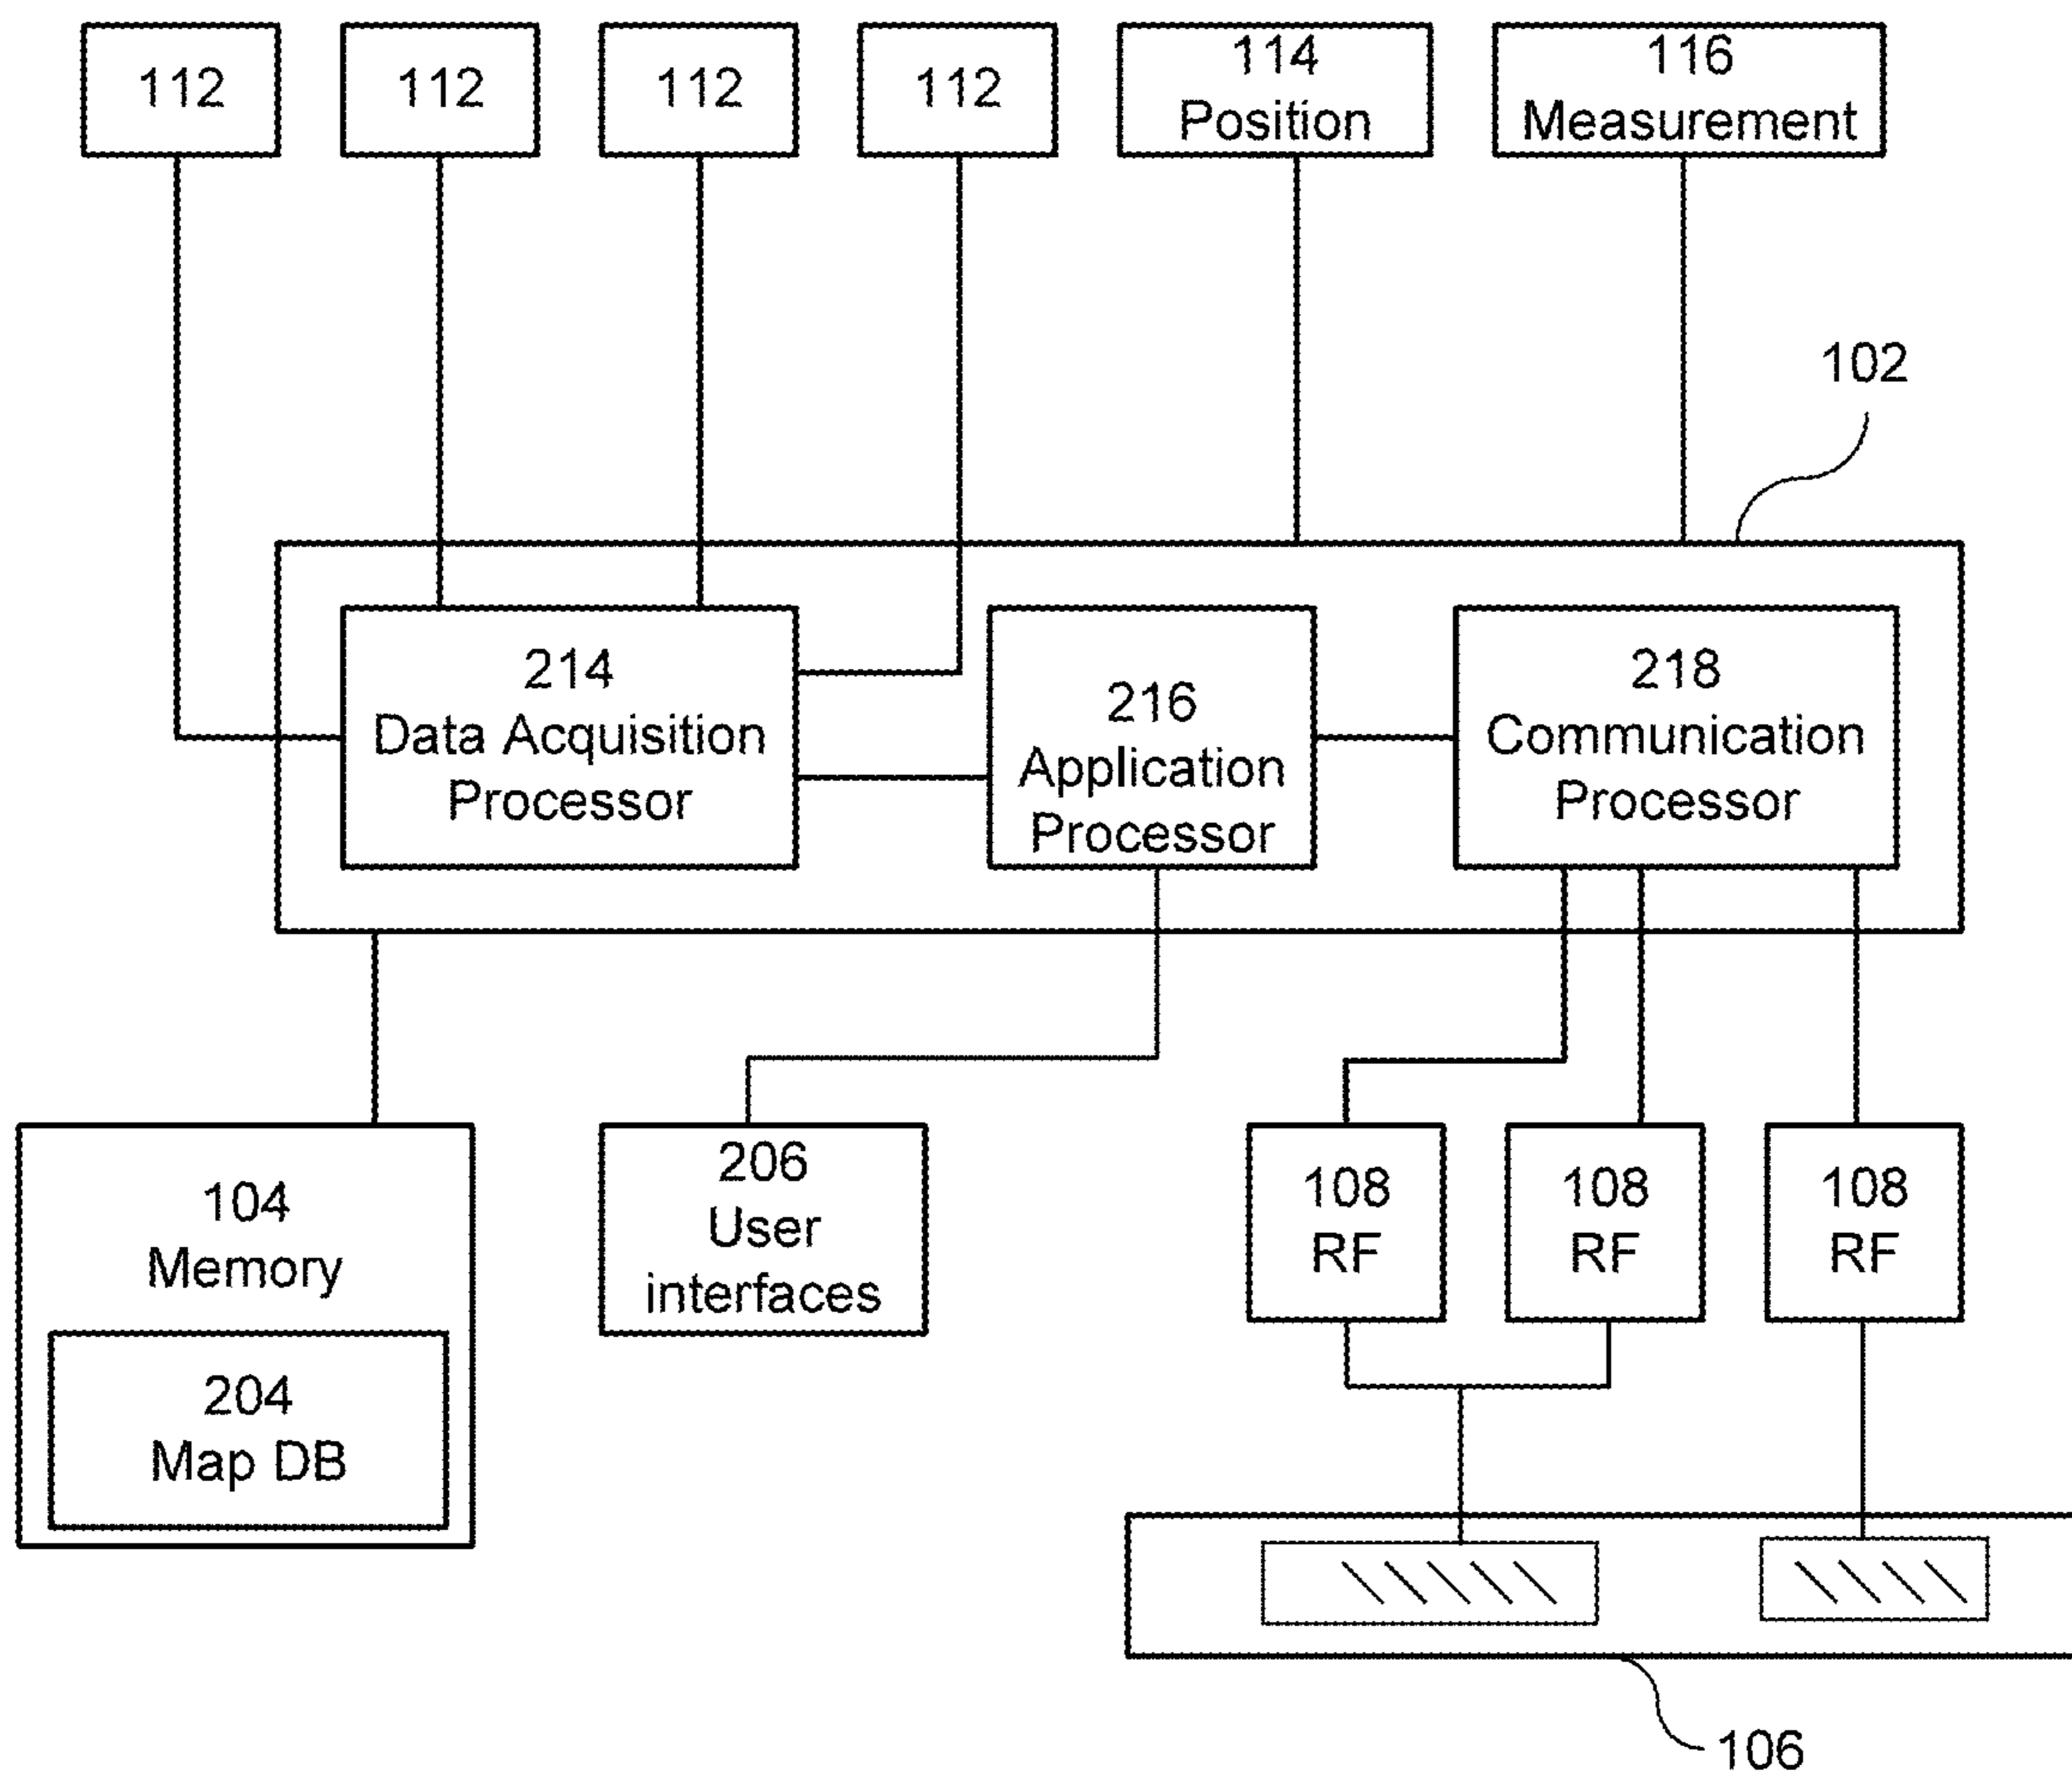 112
112
112
112
114
Position
116
Measurement
102
214
Data Acquisition
Processor
216
Application
Processor
218
Communication
Processor
104
Memory
204
Map DB
206
User
interfaces
108
RF
108
RF
108
RF
106